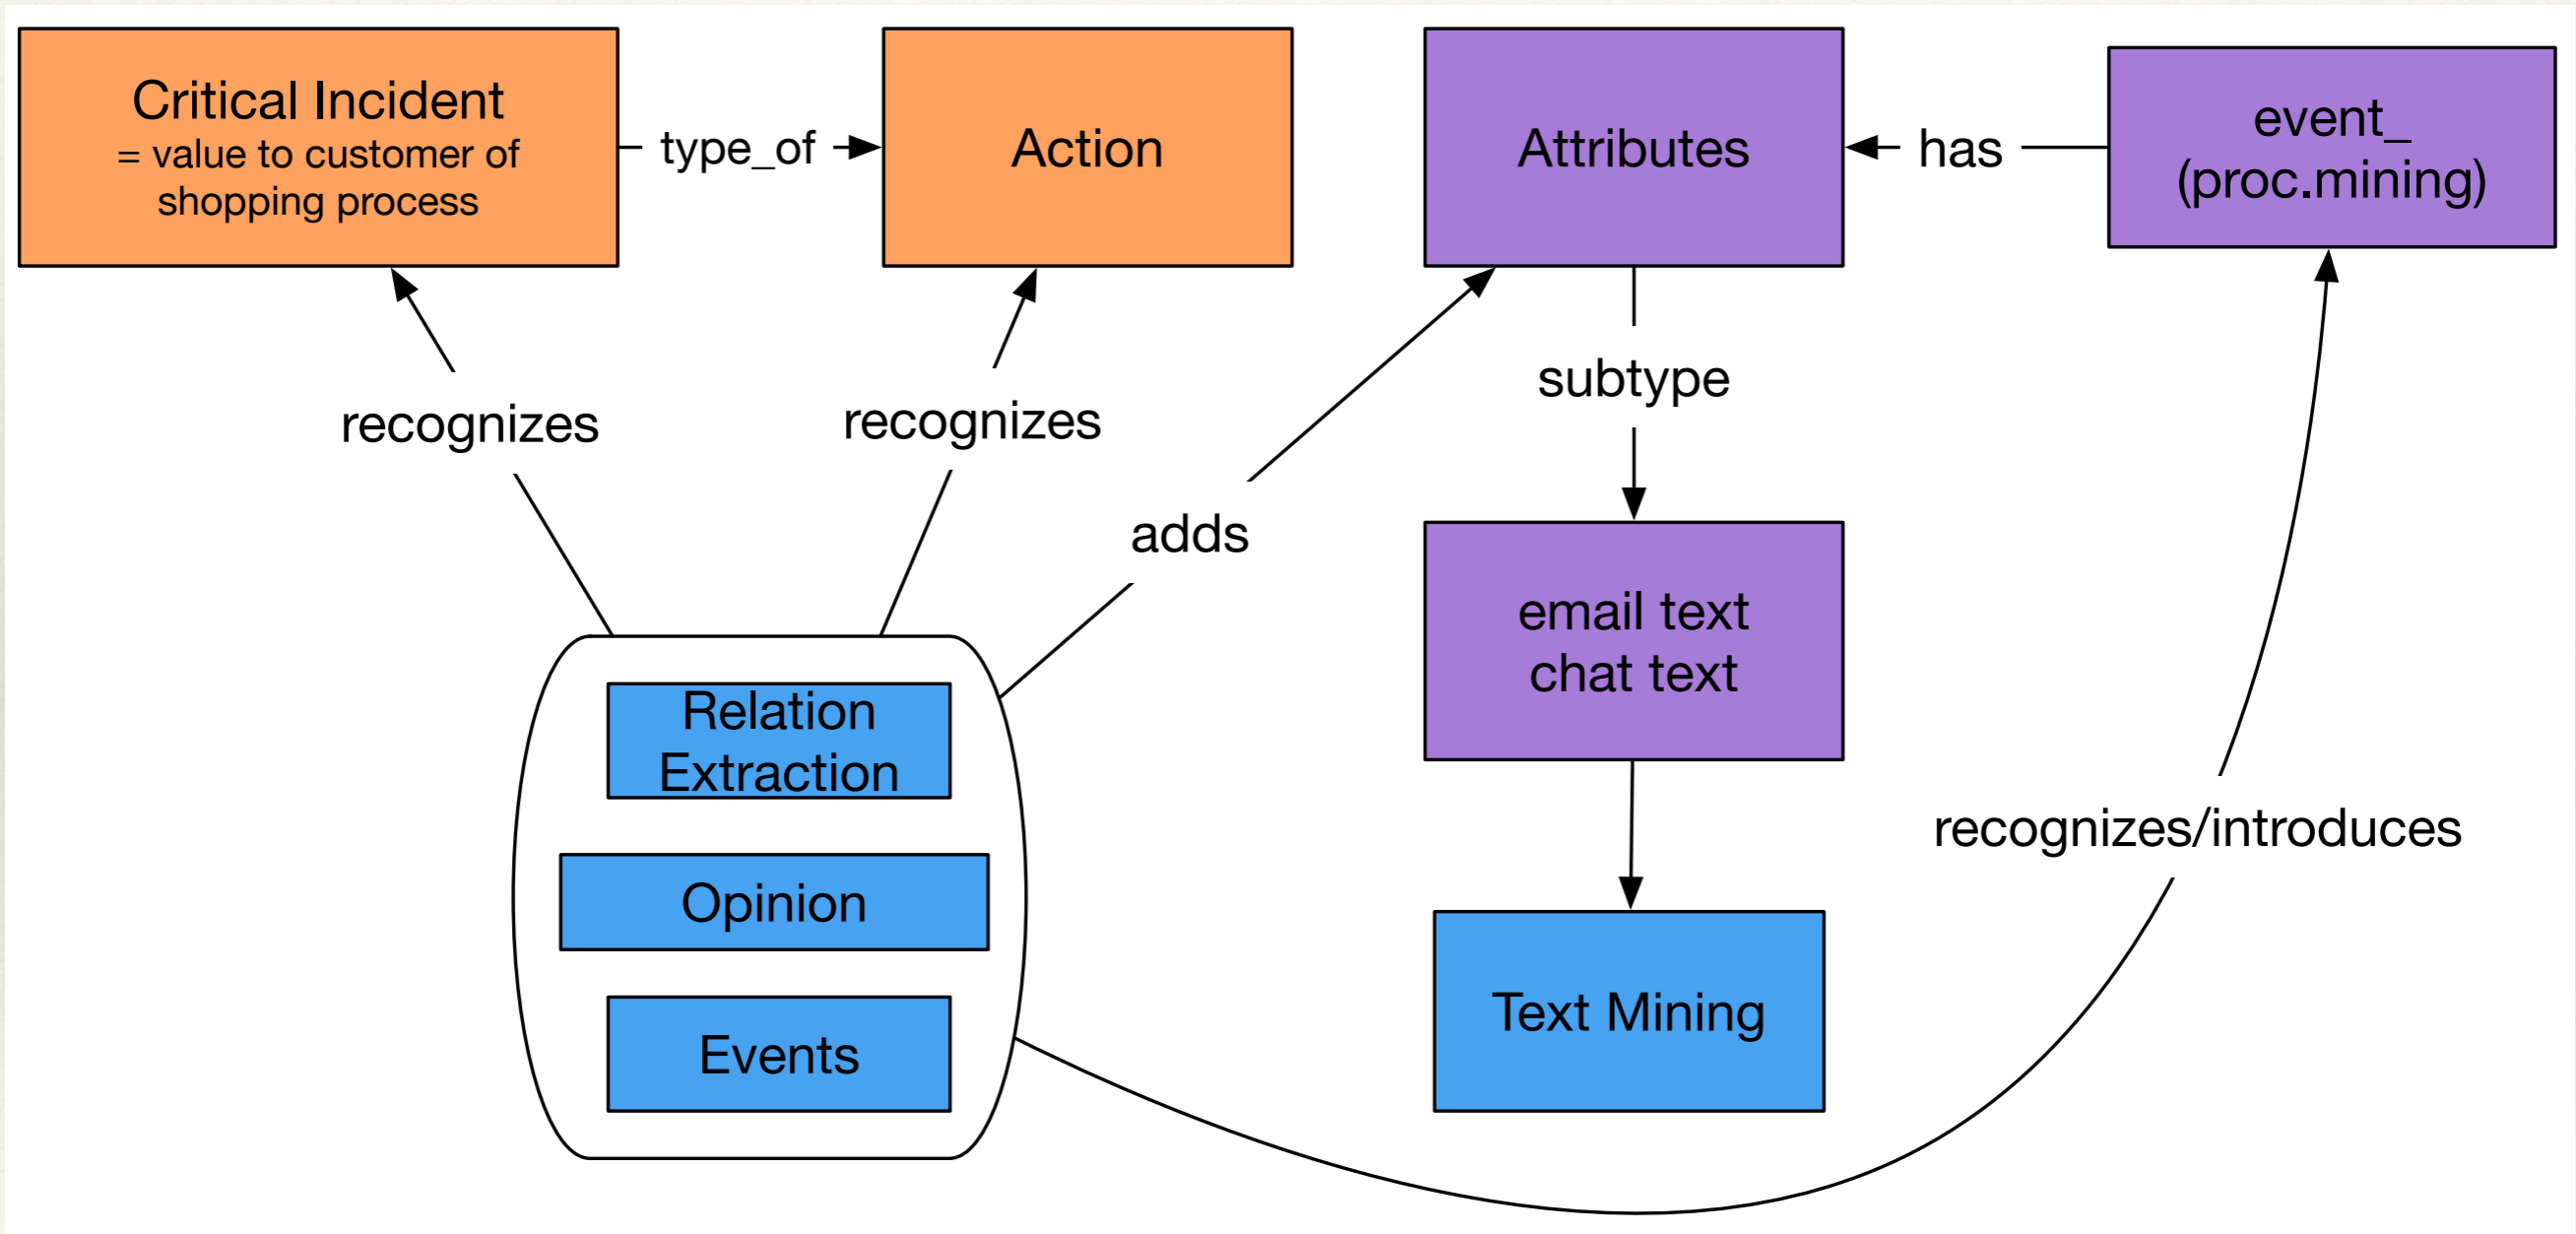 Critical Incident
= value to customer of
shopping process
type_of
Action
Attributes
has
event_
(proc.mining)
recognizes
recognizes
adds
subtype
email text
chat text
Relation
Extraction
Opinion
Events
Text Mining
recognizes/introduces